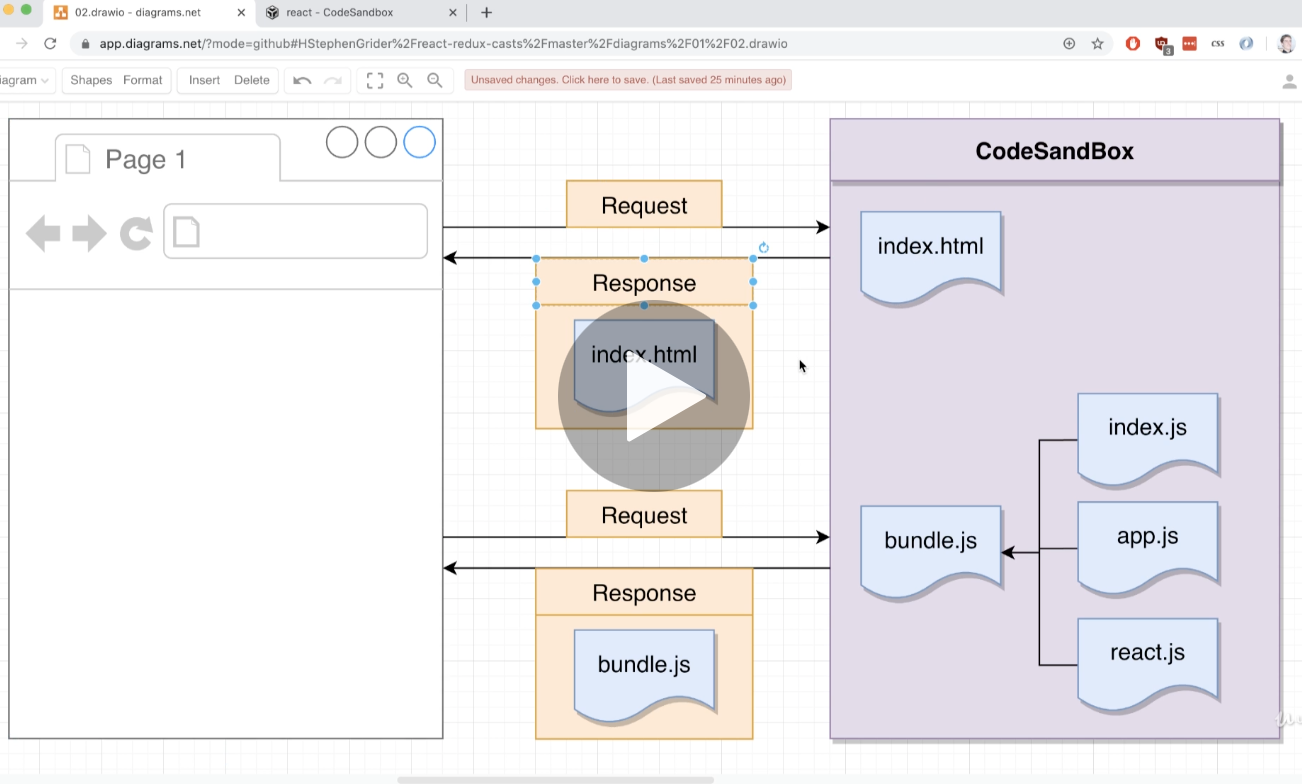 02.drawio - diagrams.net
react - CodeSandbox
app.diagrams.net/?mode=github#HStephenGrider%2Freact-redux-casts%2Fmaster%2Fdiagrams%2F01%2F02.drawio
3
css
iagram
Shapes Format
Insert Delete
Unsaved changes. Click here to save. (Last saved 25 minutes ago)
Page 1
CodeSandBox
Request
index.html
Response
index.html
index.js
Request
bundle.js
app.js
Response
bundle.js
react.js